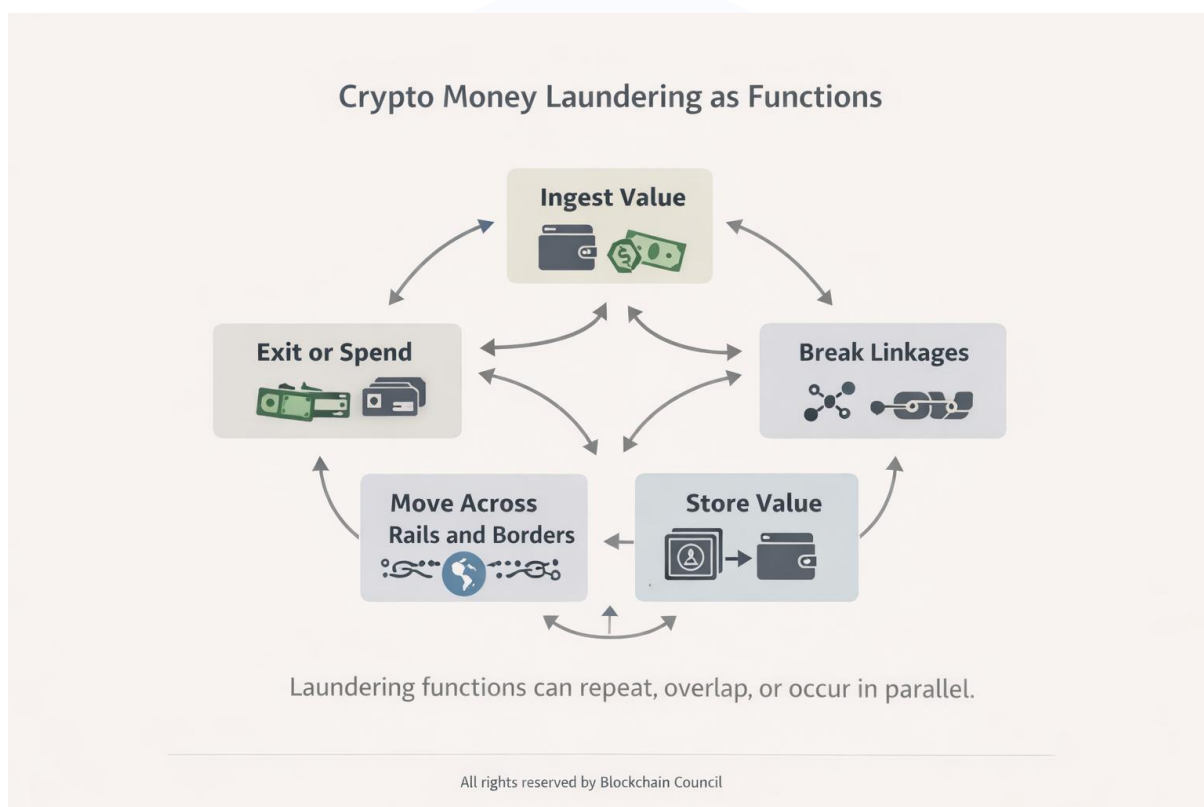 Crypto Money Laundering as Functions
Ingest Value
Exit or Spend
Break Linkages
Move Across
Rails and Borders
Store Value
Laundering functions can repeat, overlap, or occur in parallel.
All rights reserved by Blockchain Council